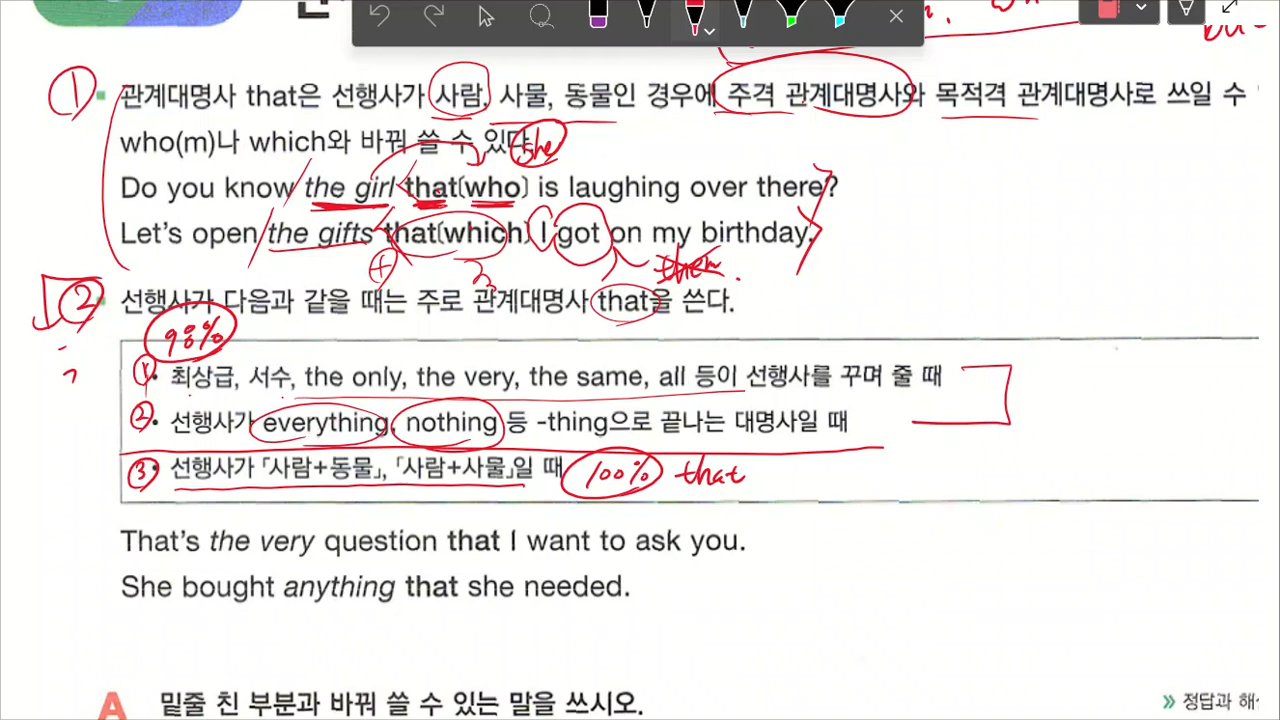 ① 관계대명사 that은 선행사가 사람, 사물, 동물인 경우에 주격 관계대명사와 목적격 관계대명사로 쓰일 수
who(m)나 which와 바꿔 쓸 수 있다.
she
Do you know the girl that(who) is laughing over there?
Let's open the gifts that(which) I got on my birthday.
them.
② 선행사가 다음과 같을 때는 주로 관계대명사 that을 쓴다.
98%
① • 최상급, 서수, the only, the very, the same, all 등이 선행사를 꾸며 줄 때
② • 선행사가 everything, nothing 등 -thing으로 끝나는 대명사일 때
③ • 선행사가 「사람+동물」, 「사람+사물」일 때 100% that
That's the very question that I want to ask you.
She bought anything that she needed.
A 밑줄 친 부분과 바꿔 쓸 수 있는 말을 쓰시오.
» 정답과 해